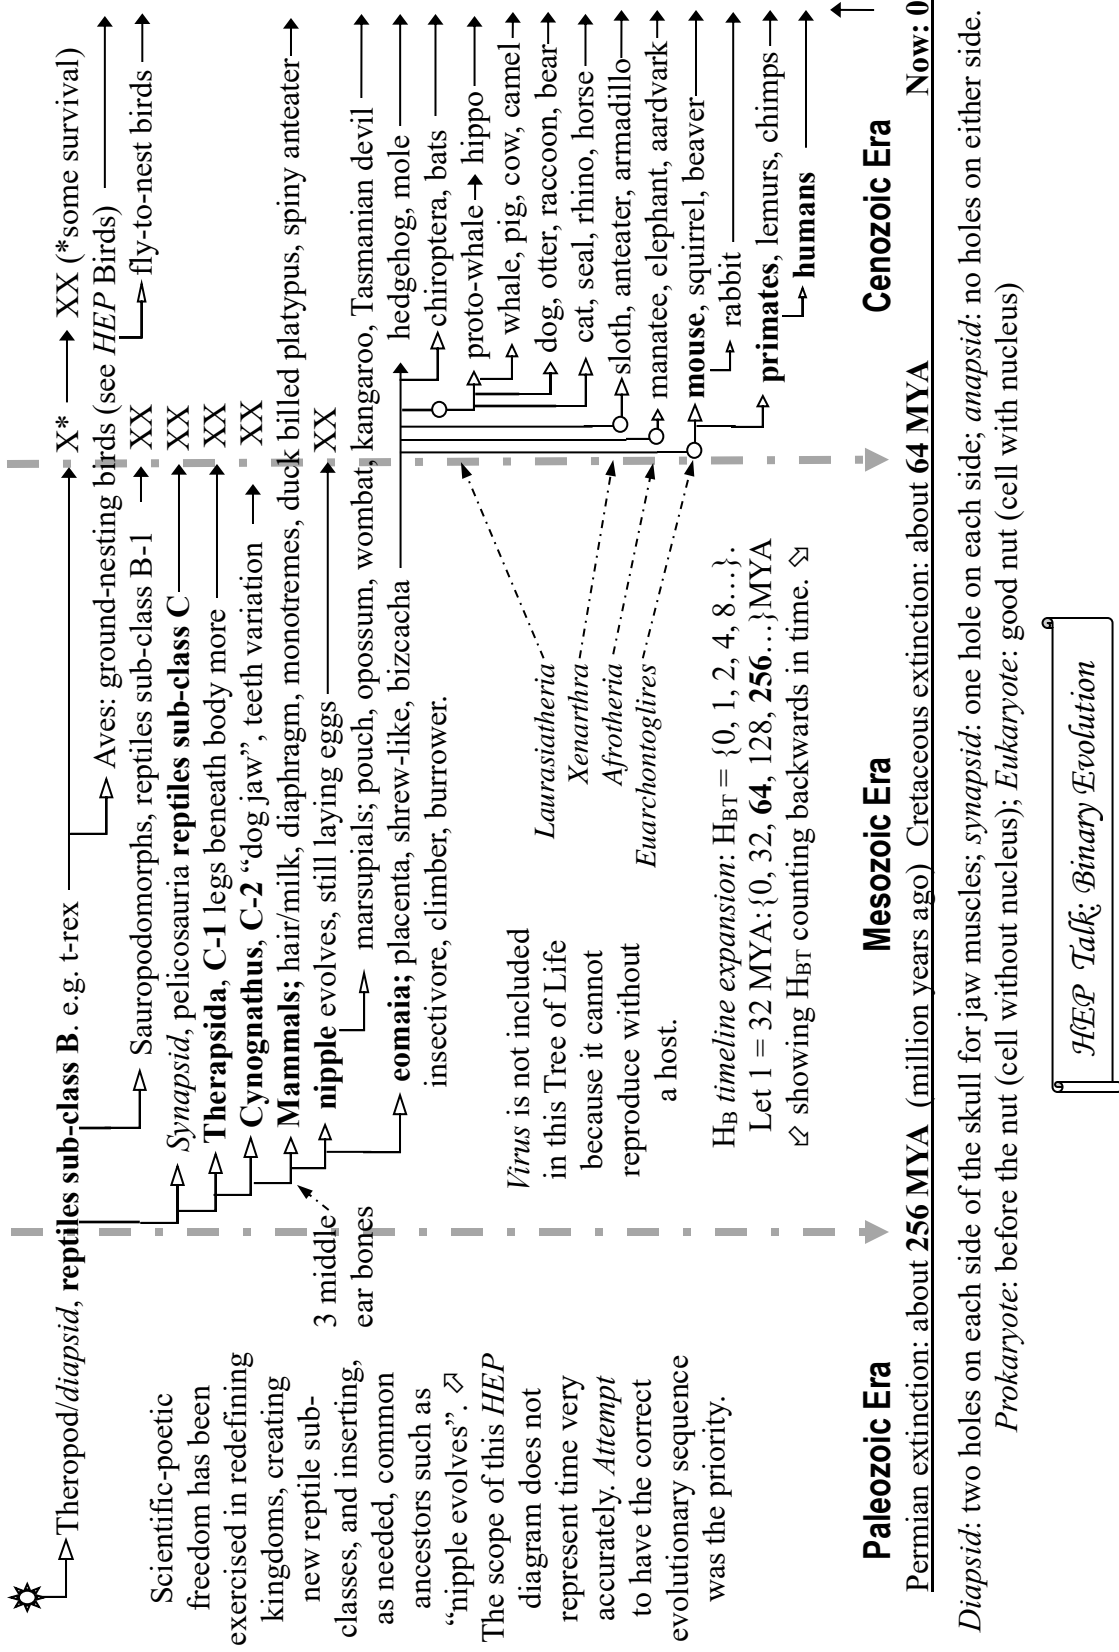 Theropod/diapsid, reptiles sub-class B. e.g. t-rex X* XX (*some survival)
Aves: ground-nesting birds (see HEP Birds)
fly-to-nest birds
Sauropodomorphs, reptiles sub-class B-1 XX
Synapsid, pelicosauria reptiles sub-class C XX
Therapsida, C-1 legs beneath body more XX
Cynognathus, C-2 “dog jaw”, teeth variation XX
Mammals; hair/milk, diaphragm, monotremes, duck billed platypus, spiny anteater
nipple evolves, still laying eggs XX
marsupials; pouch, opossum, wombat, kangaroo, Tasmanian devil
eomaia; placenta, shrew-like, bizcacha
insectivore, climber, burrower.
hedgehog, mole
chiroptera, bats
proto-whale hippo
whale, pig, cow, camel
dog, otter, raccoon, bear
cat, seal, rhino, horse
sloth, anteater, armadillo
manatee, elephant, aardvark
mouse, squirrel, beaver
rabbit
primates, lemurs, chimps
humans
3 middle
ear bones
Scientific-poetic
freedom has been
exercised in redefining
kingdoms, creating
new reptile sub-
classes, and inserting,
as needed, common
ancestors such as
“nipple evolves”. ⬀
The scope of this HEP
diagram does not
represent time very
accurately. Attempt
to have the correct
evolutionary sequence
was the priority.
Virus is not included
in this Tree of Life
because it cannot
reproduce without
a host.
Laurasiatheria
Xenarthra
Afrotheria
Euarchontoglires
HB timeline expansion: HBT = {0, 1, 2, 4, 8…}.
Let 1 = 32 MYA:{0, 32, 64, 128, 256…}MYA
⬃ showing HBT counting backwards in time. ⬂
Paleozoic Era Mesozoic Era Cenozoic Era
Permian extinction: about 256 MYA (million years ago) Cretaceous extinction: about 64 MYA Now: 0
Diapsid: two holes on each side of the skull for jaw muscles; synapsid: one hole on each side; anapsid: no holes on either side.
Prokaryote: before the nut (cell without nucleus); Eukaryote: good nut (cell with nucleus)
HEP Talk: Binary Evolution